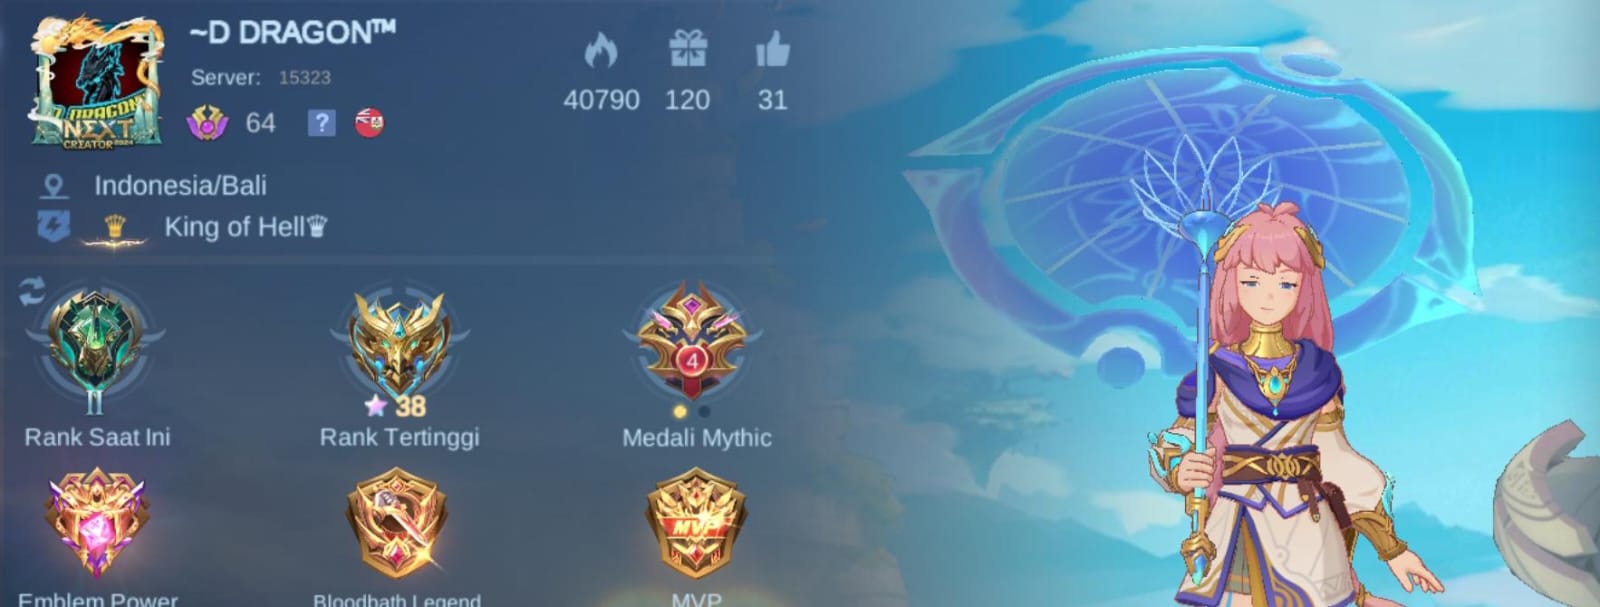 ~D DRAGON™
D DRAGON
NEXT
CREATOR 2024
Server: 15323
64 ?
40790 120 31
Indonesia/Bali
King of Hell♛
II 38 4
Rank Saat Ini Rank Tertinggi Medali Mythic
MVP
Emblem Power Bloodbath Legend MVP